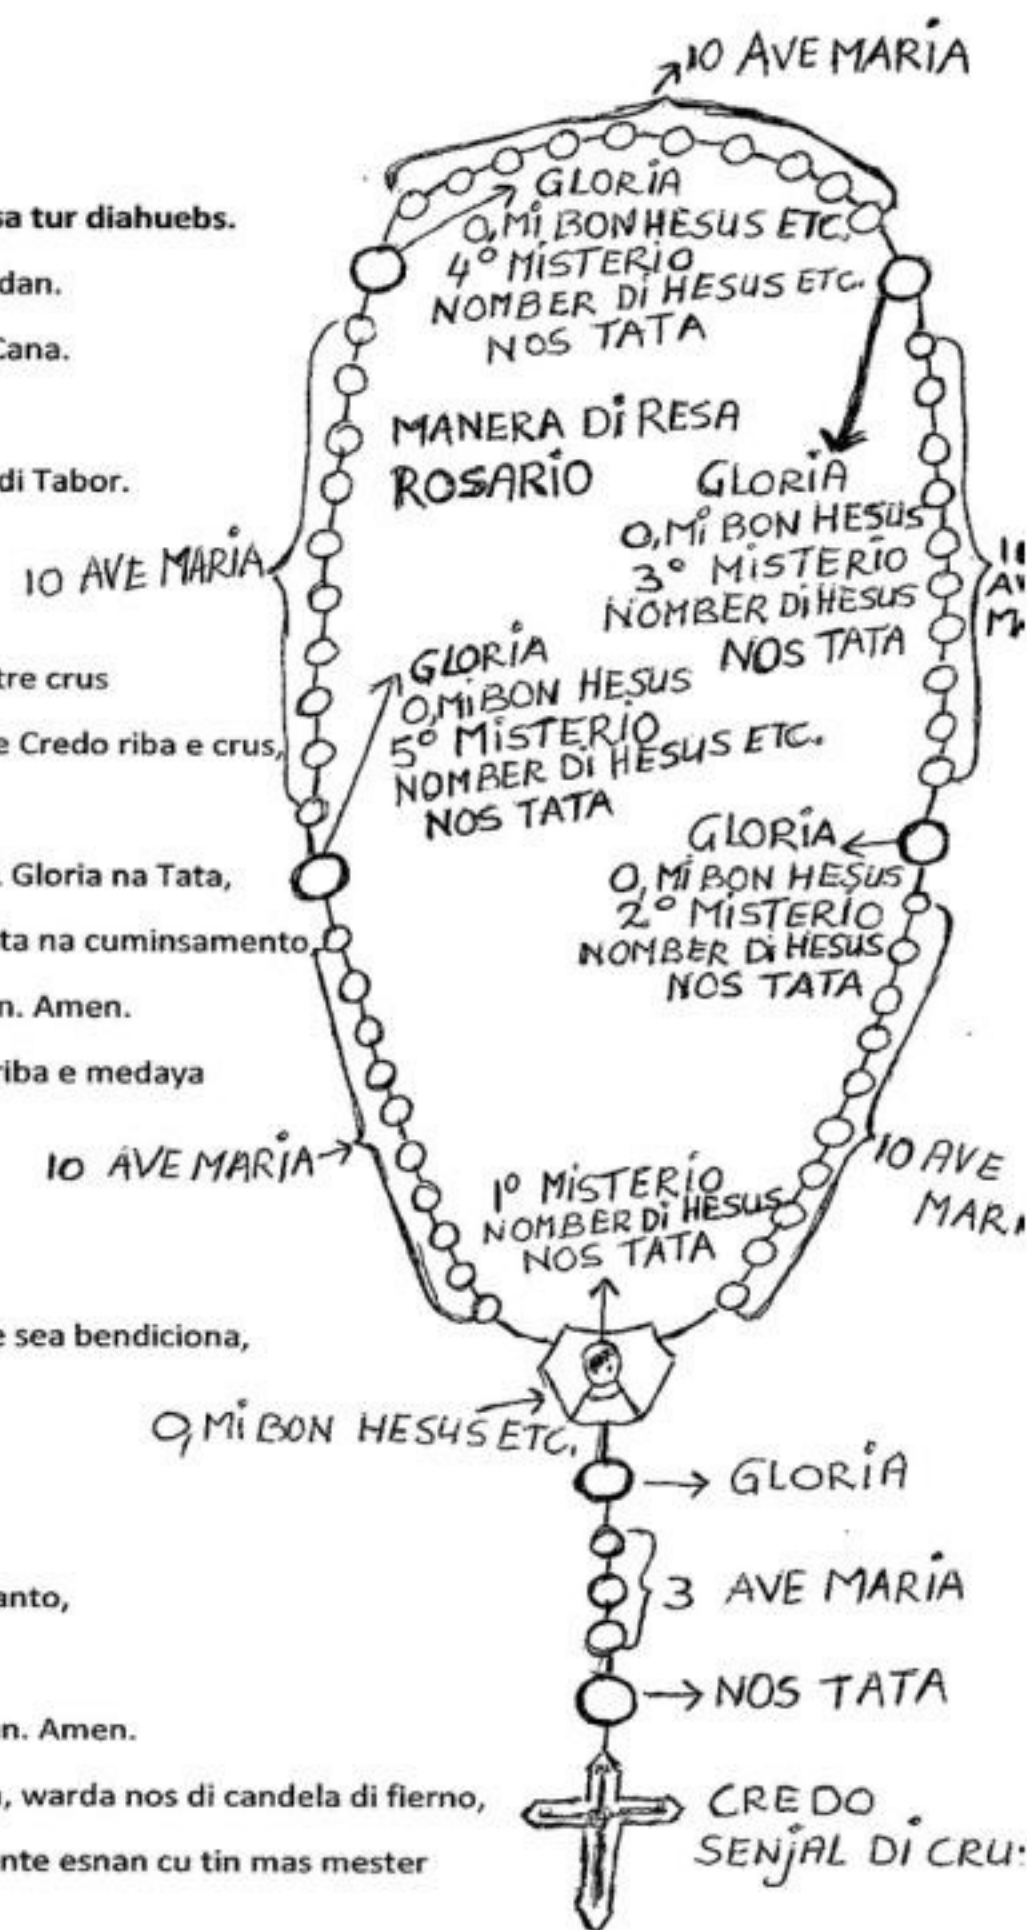 10 AVE MARIA
sa tur diahuebs.
dan.
Cana.
di Tabor.
GLORIA
O, MI BON HESUS ETC.
4º MISTERIO
NOMBER DI HESUS ETC.
NOS TATA
MANERA DI RESA
ROSARIO
10 AVE MARIA
GLORIA
O, MI BON HESUS
3º MISTERIO
NOMBER DI HESUS
NOS TATA
tre crus
e Credo riba e crus,
GLORIA
O, MI BON HESUS
5º MISTERIO
NOMBER DI HESUS ETC.
NOS TATA
GLORIA
O, MI BON HESUS
2º MISTERIO
NOMBER DI HESUS
NOS TATA
Gloria na Tata,
ta na cuminsamento
n. Amen.
riba e medaya
10 AVE MARIA
10 AVE
MAR
1º MISTERIO
NOMBER DI HESUS
NOS TATA
e sea bendiciona,
O, MI BON HESUS ETC.
GLORIA
3 AVE MARIA
anto,
NOS TATA
n. Amen.
, warda nos di candela di fierno,
CREDO
SENJAL DI CRU
nte esnan cu tin mas mester